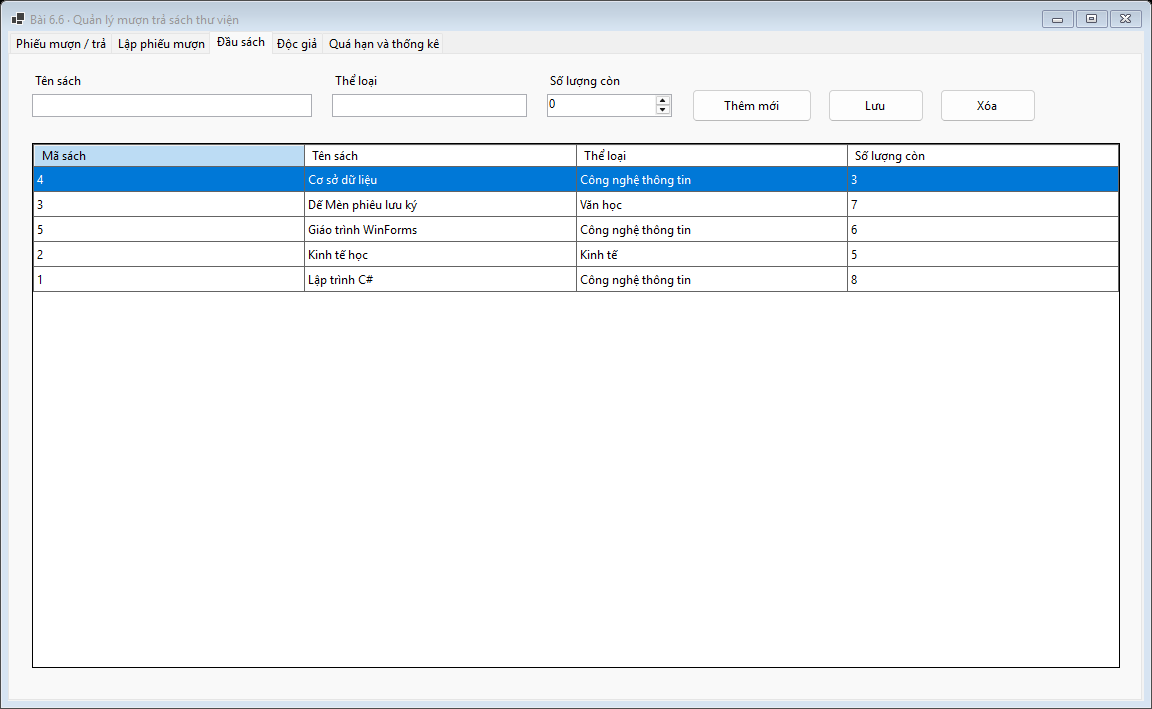 Bài 6.6 - Quản lý mượn trả sách thư viện
Phiếu mượn / trả Lập phiếu mượn Đầu sách Độc giả Quá hạn và thống kê
Tên sách Thể loại Số lượng còn
0 Thêm mới Lưu Xóa
Mã sách Tên sách Thể loại Số lượng còn
4 Cơ sở dữ liệu Công nghệ thông tin 3
3 Dế Mèn phiêu lưu ký Văn học 7
5 Giáo trình WinForms Công nghệ thông tin 6
2 Kinh tế học Kinh tế 5
1 Lập trình C# Công nghệ thông tin 8